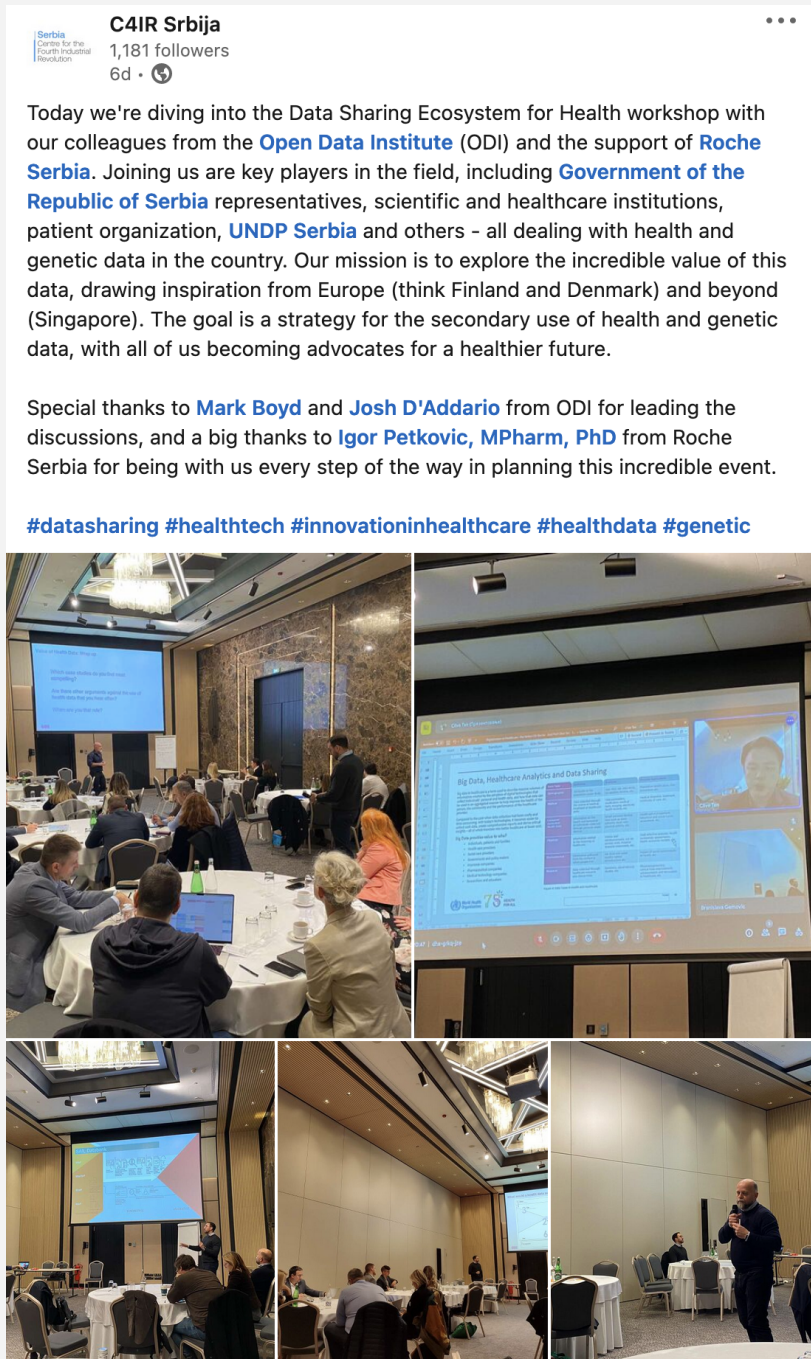 Serbia
Centre for the
Fourth Industrial
Revolution
C4IR Srbija
1,181 followers
6d •
Today we're diving into the Data Sharing Ecosystem for Health workshop with
our colleagues from the Open Data Institute (ODI) and the support of Roche
Serbia. Joining us are key players in the field, including Government of the
Republic of Serbia representatives, scientific and healthcare institutions,
patient organization, UNDP Serbia and others - all dealing with health and
genetic data in the country. Our mission is to explore the incredible value of this
data, drawing inspiration from Europe (think Finland and Denmark) and beyond
(Singapore). The goal is a strategy for the secondary use of health and genetic
data, with all of us becoming advocates for a healthier future.
Special thanks to Mark Boyd and Josh D'Addario from ODI for leading the
discussions, and a big thanks to Igor Petkovic, MPharm, PhD from Roche
Serbia for being with us every step of the way in planning this incredible event.
#datasharing #healthtech #innovationinhealthcare #healthdata #genetic
Big Data, Healthcare Analytics and Data Sharing